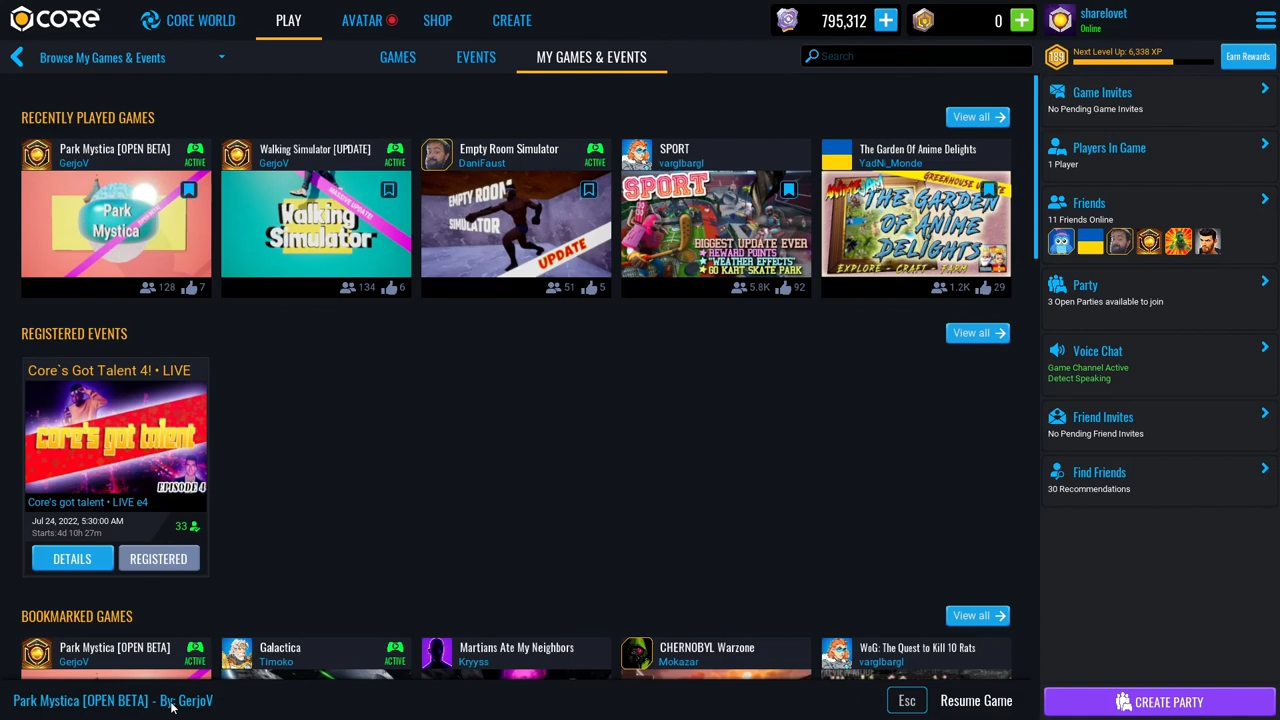 CORE CORE WORLD PLAY AVATAR SHOP CREATE 795,312 0 sharelovet
Online
Browse My Games & Events GAMES EVENTS MY GAMES & EVENTS Search
189 Next Level Up: 6,338 XP Earn Rewards
RECENTLY PLAYED GAMES View all
Park Mystica [OPEN BETA]
GerjoV
ACTIVE
Park
Mystica
128 7
Walking Simulator [UPDATE]
GerjoV
ACTIVE
MASSIVE UPDATE!
Walking
Simulator
134 6
Empty Room Simulator
DaniFaust
ACTIVE
EMPTY ROOM
SIMULATOR
UPDATE
51 5
SPORT
varglbargl
SPORT
BIGGEST UPDATE EVER
REWARD POINTS
"WEATHER EFFECTS"
GO KART SKATE PARK
5.8K 92
The Garden Of Anime Delights
YadNi_Monde
GREENHOUSE UPDATE
THE GARDEN
OF ANIME
DELIGHTS
EXPLORE - CRAFT - FARM
1.2K 29
REGISTERED EVENTS View all
Core`s Got Talent 4! • LIVE
core's got talent
EPISODE 4
Core's got talent • LIVE e4
Jul 24, 2022, 5:30:00 AM
Starts:4d 10h 27m
33
DETAILS REGISTERED
BOOKMARKED GAMES View all
Park Mystica [OPEN BETA]
GerjoV
ACTIVE
Galactica
Timoko
ACTIVE
Martians Ate My Neighbors
Kryyss
CHERNOBYL Warzone
Mokazar
WoG: The Quest to Kill 10 Rats
varglbargl
Park Mystica [OPEN BETA] - By GerjoV Esc Resume Game
Game Invites
No Pending Game Invites
Players In Game
1 Player
Friends
11 Friends Online
Party
3 Open Parties available to join
Voice Chat
Game Channel Active
Detect Speaking
Friend Invites
No Pending Friend Invites
Find Friends
30 Recommendations
CREATE PARTY